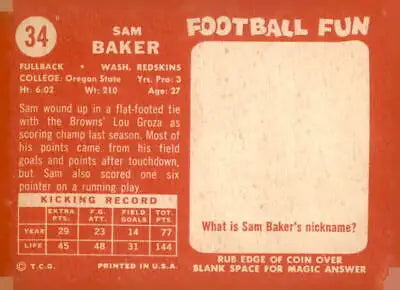 34
SAM
BAKER
FULLBACK • WASH. REDSKINS
COLLEGE: Oregon State Yrs. Pro: 3
Ht: 6.02 Wt: 210 Age: 27
Sam wound up in a flat-footed tie
with the Browns' Lou Groza as
scoring champ last season. Most of
his points came from his field
goals and points after touchdown,
but Sam also scored one six
pointer on a running play.
KICKING RECORD
EXTRA PTS. F.G. ATT. FIELD GOALS TOT. PTS.
YEAR 29 23 14 77
LIFE 45 48 31 144
© T.C.G. PRINTED IN U.S.A.
FOOTBALL FUN
What is Sam Baker's nickname?
RUB EDGE OF COIN OVER
BLANK SPACE FOR MAGIC ANSWER